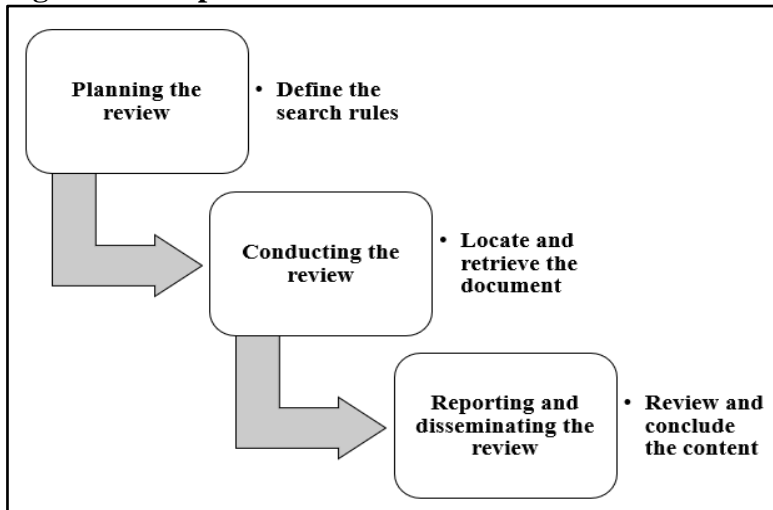 Planning the
review
• Define the
search rules
Conducting the
review
• Locate and
retrieve the
document
Reporting and
disseminating the
review
• Review and
conclude
the content